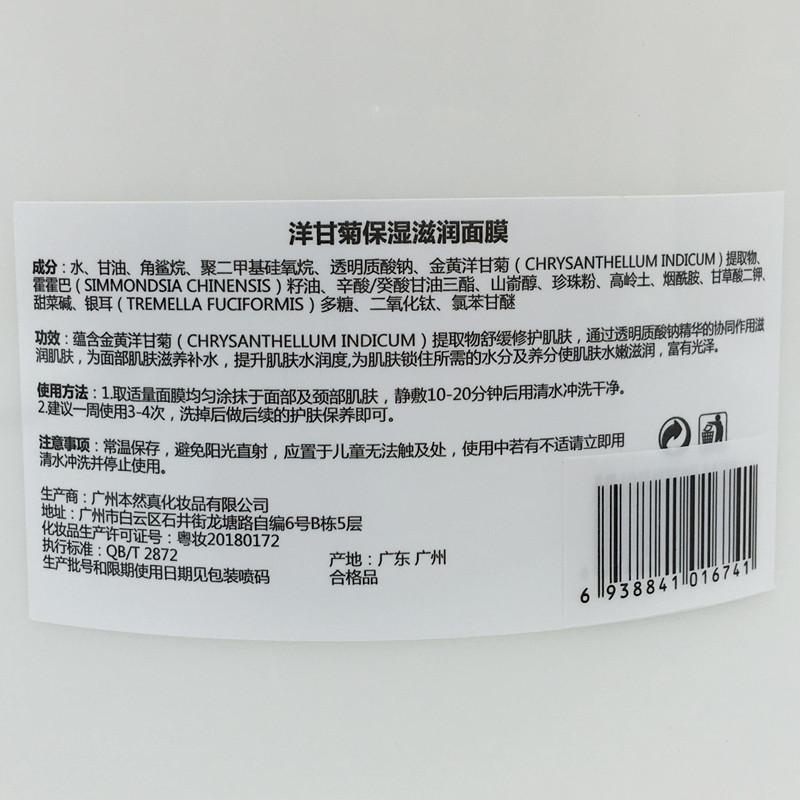 洋甘菊保湿滋润面膜
成分：水、甘油、角鲨烷、聚二甲基硅氧烷、透明质酸钠、金黄洋甘菊（CHRYSANTHELLUM INDICUM）提取物、
霍霍巴（SIMMONDSIA CHINENSIS）籽油、辛酸/癸酸甘油三酯、山嵛醇、珍珠粉、高岭土、烟酰胺、甘草酸二钾、
甜菜碱、银耳（TREMELLA FUCIFORMIS）多糖、二氧化钛、氯苯甘醚
功效：蕴含金黄洋甘菊（CHRYSANTHELLUM INDICUM）提取物舒缓修护肌肤，通过透明质酸钠精华的协同作用滋
润肌肤，为面部肌肤滋养补水，提升肌肤水润度,为肌肤锁住所需的水分及养分使肌肤水嫩滋润，富有光泽。
使用方法：1.取适量面膜均匀涂抹于面部及颈部肌肤，静敷10-20分钟后用清水冲洗干净。
2.建议一周使用3-4次，洗掉后做后续的护肤保养即可。
注意事项：常温保存，避免阳光直射，应置于儿童无法触及处，使用中若有不适请立即用
清水冲洗并停止使用。
生产商：广州本然真化妆品有限公司
地址：广州市白云区石井街龙塘路自编6号B栋5层
化妆品生产许可证号：粤妆20180172
执行标准：QB/T 2872
产地：广东 广州
生产批号和限期使用日期见包装喷码
合格品
6 938841 016741